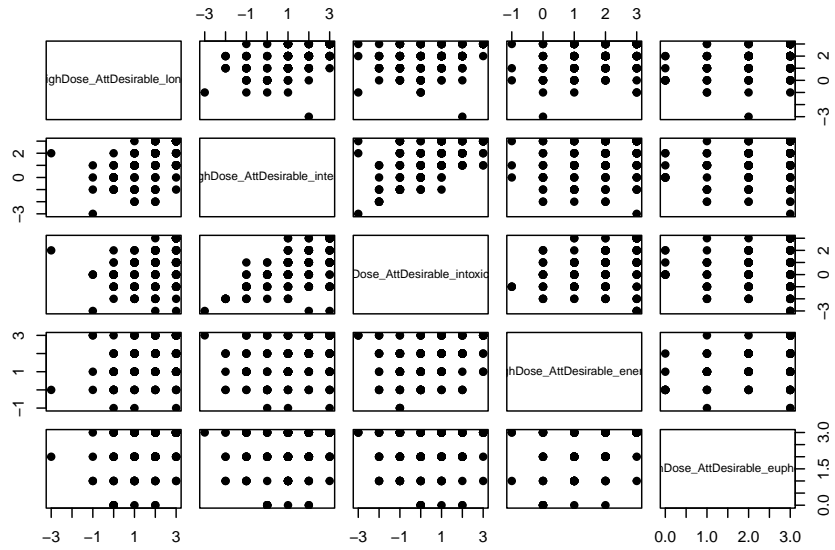 −3 −1 1 3
−1 0 1 2 3
ighDose_AttDesirable_lon
−3 0 2
−3 0 2
ghDose_AttDesirable_inte
Dose_AttDesirable_intoxic
−3 0 2
−1 1 3
ghDose_AttDesirable_ener
Dose_AttDesirable_euph
0.0 1.5 3.0
−3 −1 1 3
−3 −1 1 3
0.0 1.0 2.0 3.0